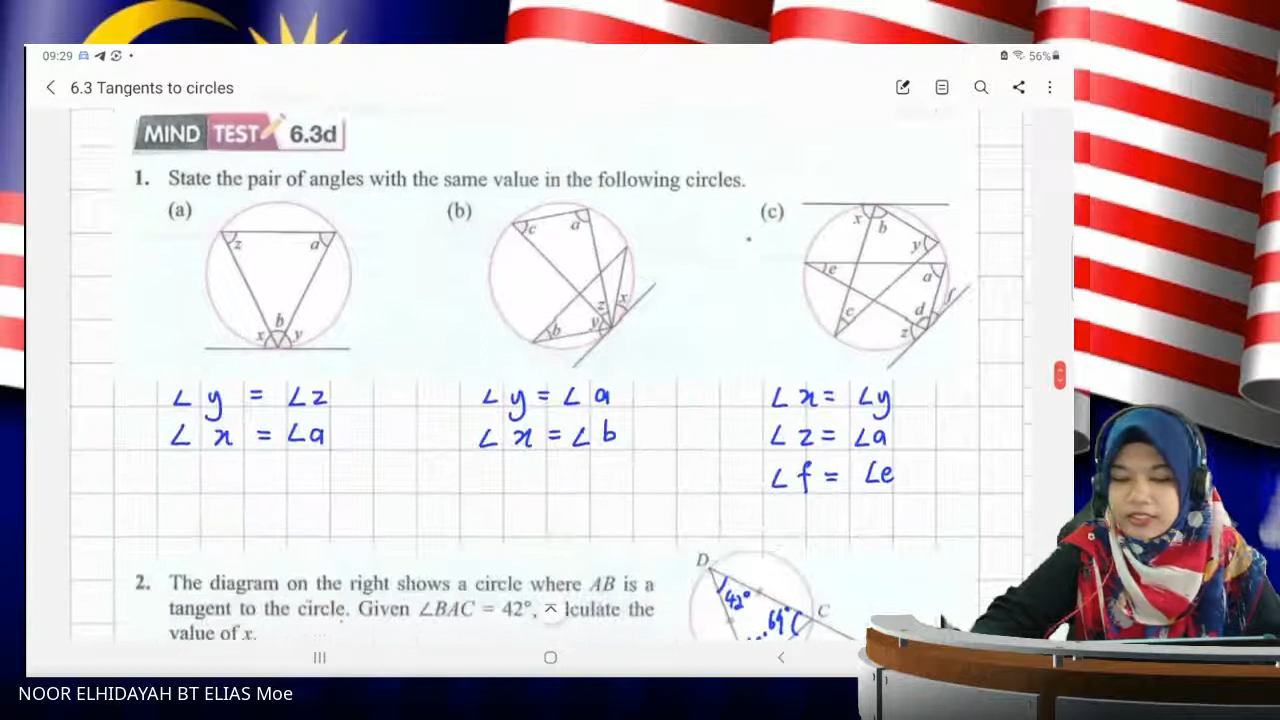 09:29
56%
6.3 Tangents to circles
MIND TEST 6.3d
1. State the pair of angles with the same value in the following circles.
(a) (b) (c)
z a
b
x y
c a
z x
b y
x b
y
e a
f
c d
z
∠y = ∠z
∠x = ∠a
∠y = ∠a
∠x = ∠b
∠x = ∠y
∠z = ∠a
∠f = ∠e
2. The diagram on the right shows a circle where AB is a
tangent to the circle. Given ∠BAC = 42°, lculate the
value of x.
D
42°
69°
C
NOOR ELHIDAYAH BT ELIAS Moe